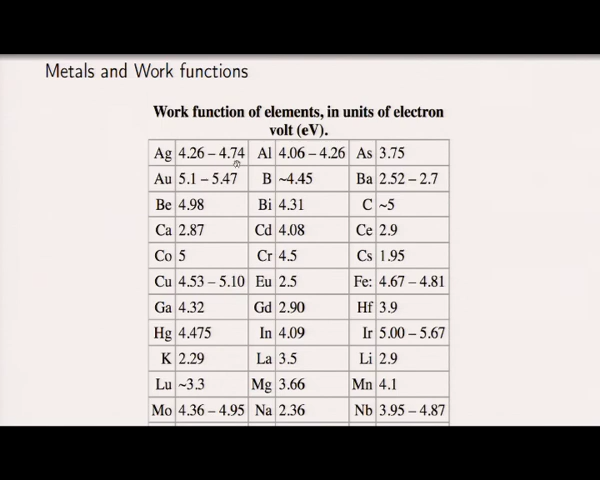 Metals and Work functions
Work function of elements, in units of electron
volt (eV).
Ag 4.26 – 4.74 Al 4.06 – 4.26 As 3.75
Au 5.1 – 5.47 B ~4.45 Ba 2.52 – 2.7
Be 4.98 Bi 4.31 C ~5
Ca 2.87 Cd 4.08 Ce 2.9
Co 5 Cr 4.5 Cs 1.95
Cu 4.53 – 5.10 Eu 2.5 Fe: 4.67 – 4.81
Ga 4.32 Gd 2.90 Hf 3.9
Hg 4.475 In 4.09 Ir 5.00 – 5.67
K 2.29 La 3.5 Li 2.9
Lu ~3.3 Mg 3.66 Mn 4.1
Mo 4.36 – 4.95 Na 2.36 Nb 3.95 – 4.87